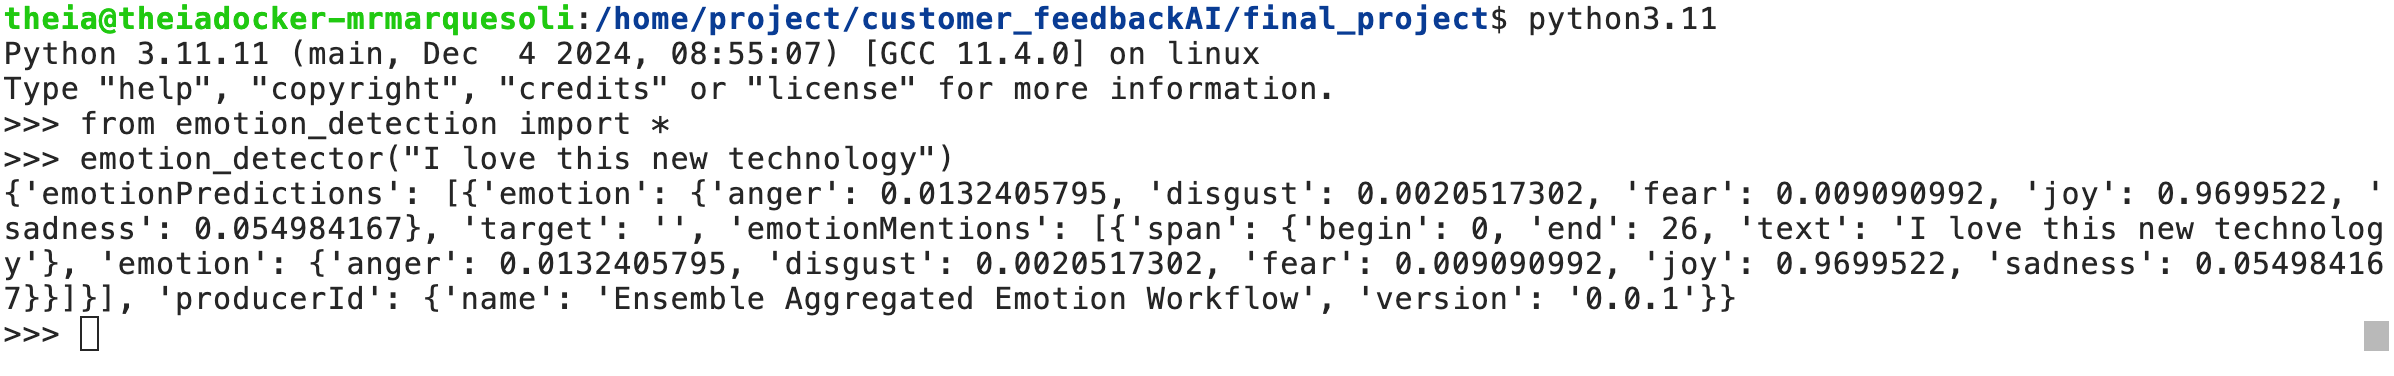 theia@theiadocker-mrmarquesoli:/home/project/customer_feedbackAI/final_project$ python3.11
Python 3.11.11 (main, Dec  4 2024, 08:55:07) [GCC 11.4.0] on linux
Type "help", "copyright", "credits" or "license" for more information.
>>> from emotion_detection import *
>>> emotion_detector("I love this new technology")
{'emotionPredictions': [{'emotion': {'anger': 0.0132405795, 'disgust': 0.0020517302, 'fear': 0.009090992, 'joy': 0.9699522, '
sadness': 0.054984167}, 'target': '', 'emotionMentions': [{'span': {'begin': 0, 'end': 26, 'text': 'I love this new technolog
y'}, 'emotion': {'anger': 0.0132405795, 'disgust': 0.0020517302, 'fear': 0.009090992, 'joy': 0.9699522, 'sadness': 0.05498416
7}}]}], 'producerId': {'name': 'Ensemble Aggregated Emotion Workflow', 'version': '0.0.1'}}
>>>